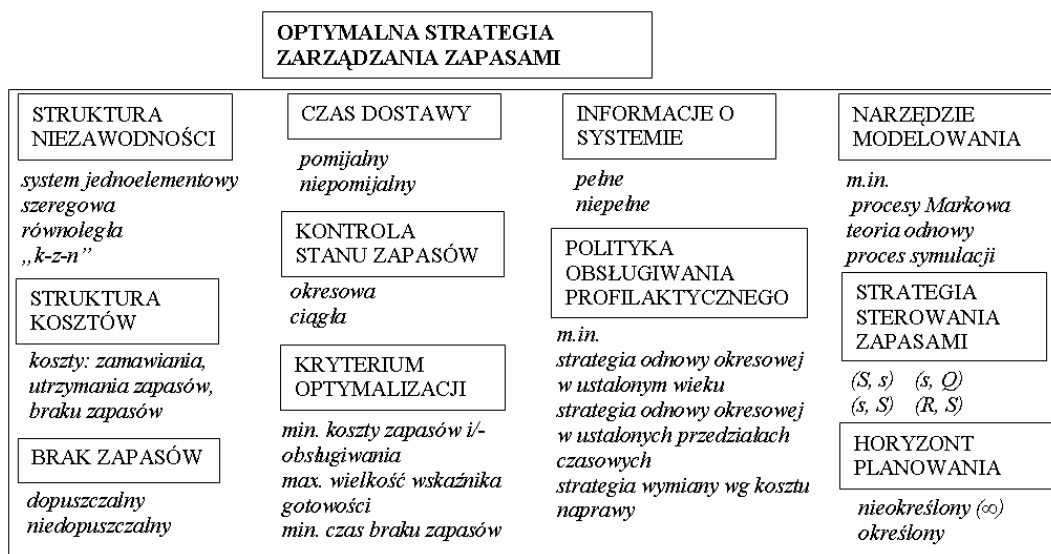 OPTYMALNA STRATEGIA
ZARZĄDZANIA ZAPASAMI
STRUKTURA
NIEZAWODNOŚCI
system jednoelementowy
szeregowa
równoległa
„k-z-n”
STRUKTURA
KOSZTÓW
koszty: zamawiania,
utrzymania zapasów,
braku zapasów
BRAK ZAPASÓW
dopuszczalny
niedopuszczalny
CZAS DOSTAWY
pomijalny
niepomijalny
KONTROLA
STANU ZAPASÓW
okresowa
ciągła
KRYTERIUM
OPTYMALIZACJI
min. koszty zapasów i/-
obsługiwania
max. wielkość wskaźnika
gotowości
min. czas braku zapasów
INFORMACJE O
SYSTEMIE
pełne
niepełne
POLITYKA
OBSŁUGIWANIA
PROFILAKTYCZNEGO
m.in.
strategia odnowy okresowej
w ustalonym wieku
strategia odnowy okresowej
w ustalonych przedziałach
czasowych
strategia wymiany wg kosztu
naprawy
NARZĘDZIE
MODELOWANIA
m.in.
procesy Markowa
teoria odnowy
proces symulacji
STRATEGIA
STEROWANIA
ZAPASAMI
(S, s) (s, Q)
(s, S) (R, S)
HORYZONT
PLANOWANIA
nieokreślony (∞)
określony